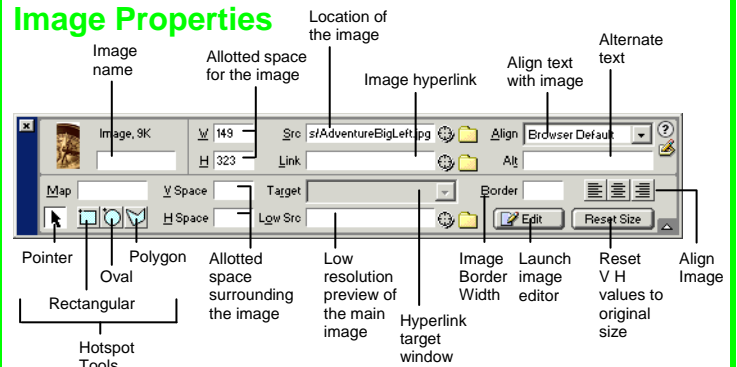 Image Properties
Location of
the image
Image
name
Allotted space
for the image
Image hyperlink
Align text
with image
Alternate
text
Image, 9K
W 149
Src s/AdventureBigLeft.jpg
Align Browser Default
H 323
Link
Alt
Map
V Space
Target
Border
H Space
Low Src
Edit
Reset Size
Pointer
Oval
Polygon
Rectangular
Hotspot
Tools
Allotted
space
surrounding
the image
Low
resolution
preview of
the main
image
Hyperlink
target
window
Image
Border
Width
Launch
image
editor
Reset
V H
values to
original
size
Align
Image